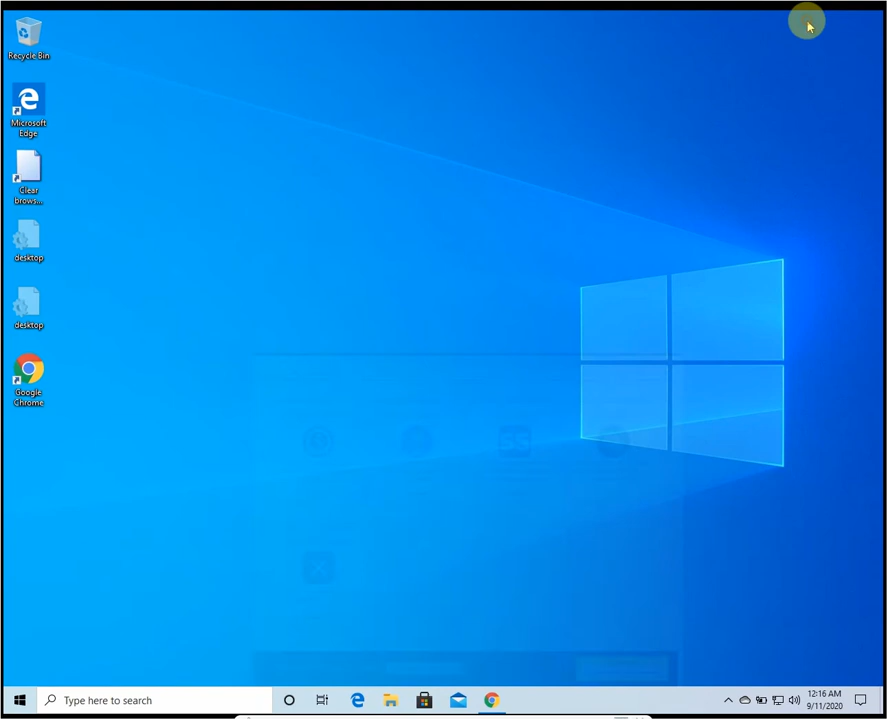 Recycle Bin
Microsoft
Edge
Clear
brows...
desktop
desktop
Google
Chrome
Type here to search
12:16 AM
9/11/2020